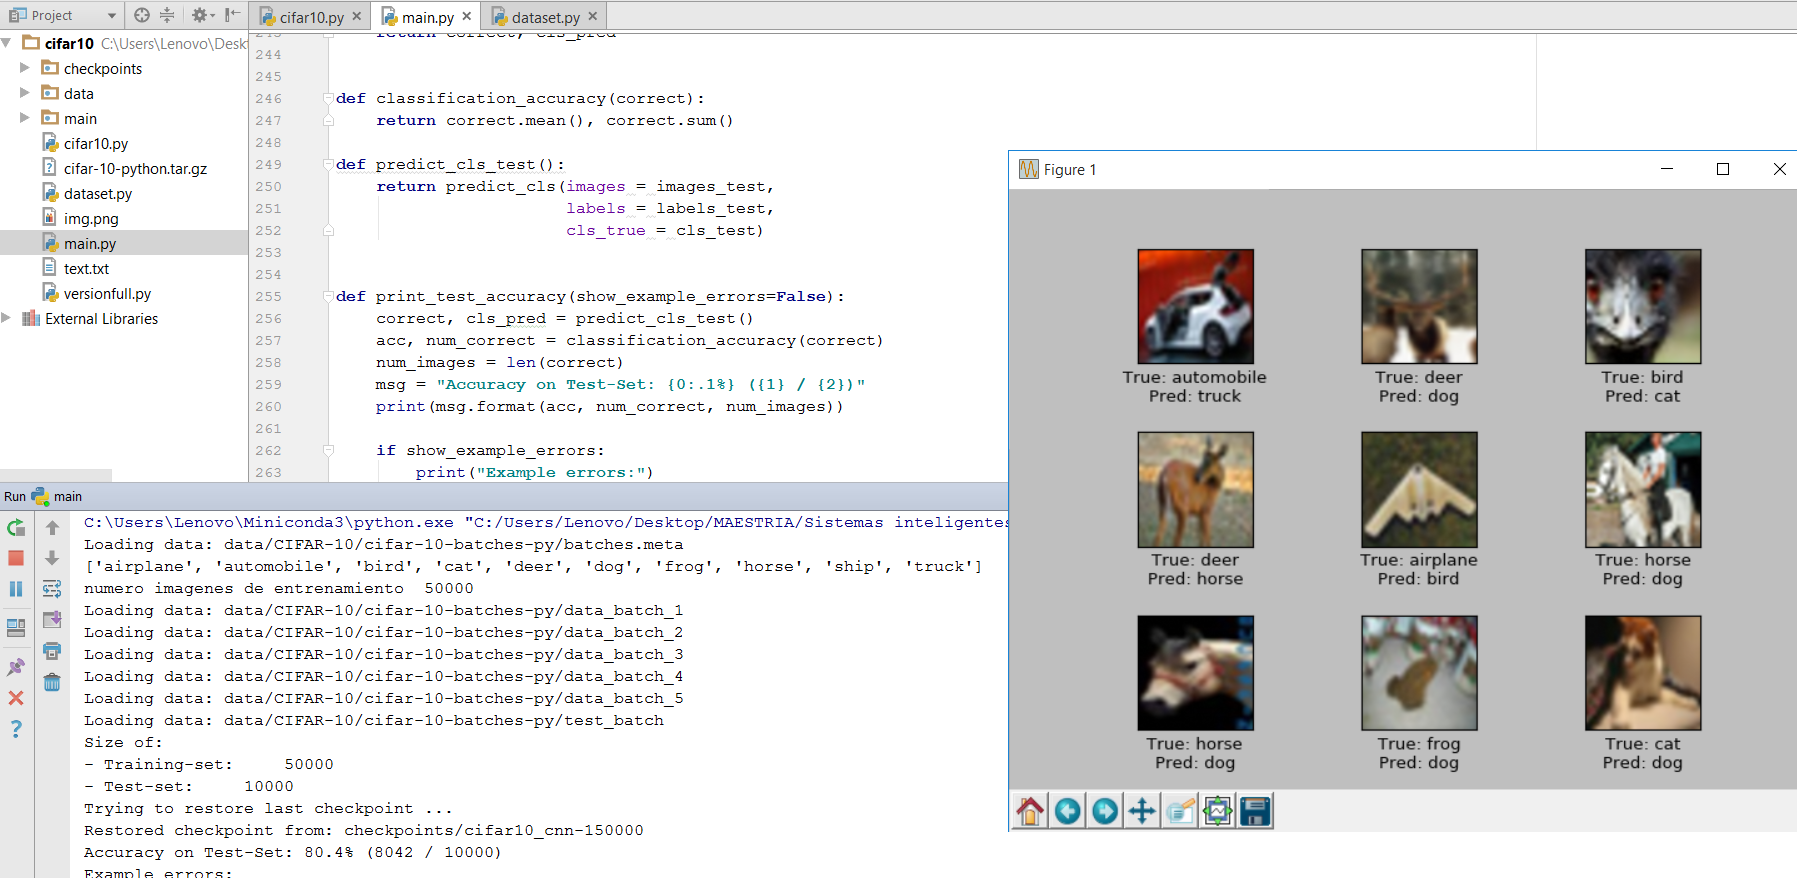 Project
cifar10.py
main.py
dataset.py
cifar10 C:\Users\Lenovo\Desk
checkpoints
data
main
cifar10.py
cifar-10-python.tar.gz
dataset.py
img.png
main.py
text.txt
versionfull.py
External Libraries
243 return correct, cls_pred
244
245
246 def classification_accuracy(correct):
247 return correct.mean(), correct.sum()
248
249 def predict_cls_test():
250 return predict_cls(images = images_test,
251 labels = labels_test,
252 cls_true = cls_test)
253
254
255 def print_test_accuracy(show_example_errors=False):
256 correct, cls_pred = predict_cls_test()
257 acc, num_correct = classification_accuracy(correct)
258 num_images = len(correct)
259 msg = "Accuracy on Test-Set: {0:.1%} ({1} / {2})"
260 print(msg.format(acc, num_correct, num_images))
261
262 if show_example_errors:
263 print("Example errors:")
Run main
C:\Users\Lenovo\Miniconda3\python.exe "C:/Users/Lenovo/Desktop/MAESTRIA/Sistemas inteligentes
Loading data: data/CIFAR-10/cifar-10-batches-py/batches.meta
['airplane', 'automobile', 'bird', 'cat', 'deer', 'dog', 'frog', 'horse', 'ship', 'truck']
numero imagenes de entrenamiento 50000
Loading data: data/CIFAR-10/cifar-10-batches-py/data_batch_1
Loading data: data/CIFAR-10/cifar-10-batches-py/data_batch_2
Loading data: data/CIFAR-10/cifar-10-batches-py/data_batch_3
Loading data: data/CIFAR-10/cifar-10-batches-py/data_batch_4
Loading data: data/CIFAR-10/cifar-10-batches-py/data_batch_5
Loading data: data/CIFAR-10/cifar-10-batches-py/test_batch
Size of:
- Training-set: 50000
- Test-set: 10000
Trying to restore last checkpoint ...
Restored checkpoint from: checkpoints/cifar10_cnn-150000
Accuracy on Test-Set: 80.4% (8042 / 10000)
Example errors:
Figure 1
True: automobile
Pred: truck
True: deer
Pred: dog
True: bird
Pred: cat
True: deer
Pred: horse
True: airplane
Pred: bird
True: horse
Pred: dog
True: horse
Pred: dog
True: frog
Pred: dog
True: cat
Pred: dog